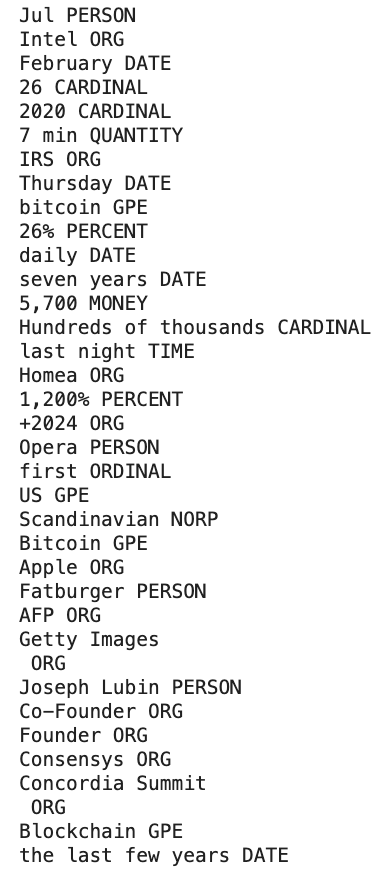 Jul PERSON
Intel ORG
February DATE
26 CARDINAL
2020 CARDINAL
7 min QUANTITY
IRS ORG
Thursday DATE
bitcoin GPE
26% PERCENT
daily DATE
seven years DATE
5,700 MONEY
Hundreds of thousands CARDINAL
last night TIME
Homea ORG
1,200% PERCENT
+2024 ORG
Opera PERSON
first ORDINAL
US GPE
Scandinavian NORP
Bitcoin GPE
Apple ORG
Fatburger PERSON
AFP ORG
Getty Images
ORG
Joseph Lubin PERSON
Co-Founder ORG
Founder ORG
Consensys ORG
Concordia Summit
ORG
Blockchain GPE
the last few years DATE